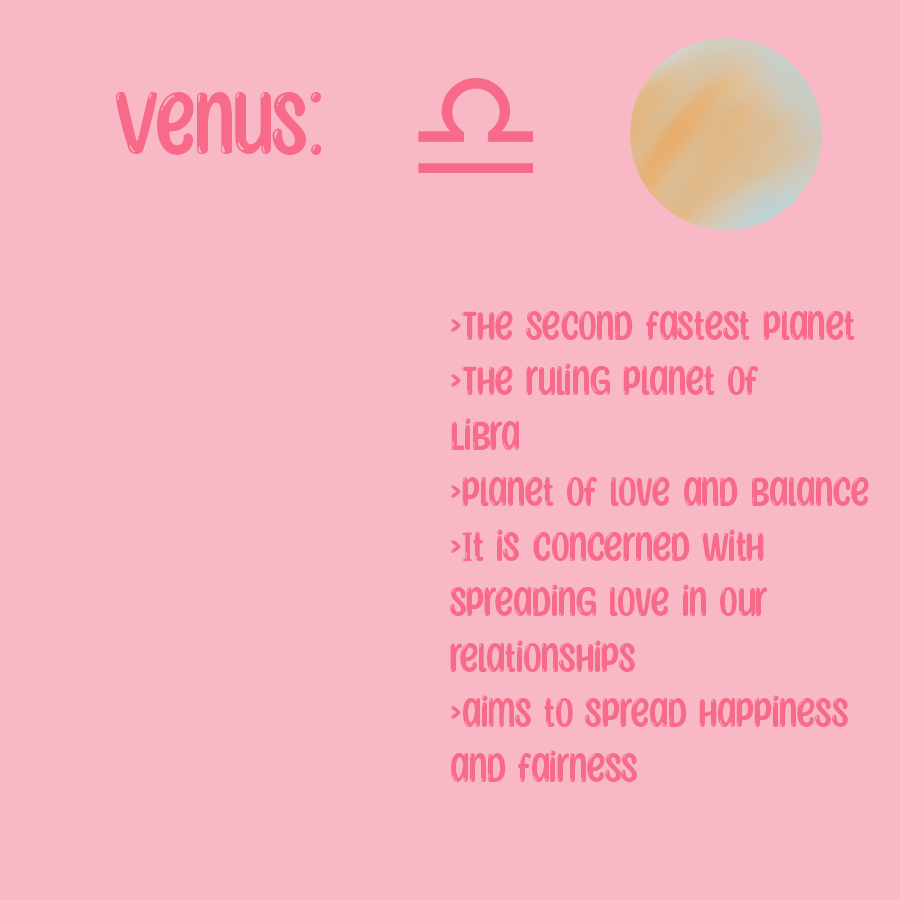 venus: ♎
>The second fastest planet
>The ruling planet of
Libra
>planet of love and balance
>It is concerned with
spreading love in our
relationships
>aims to spread happiness
and fairness